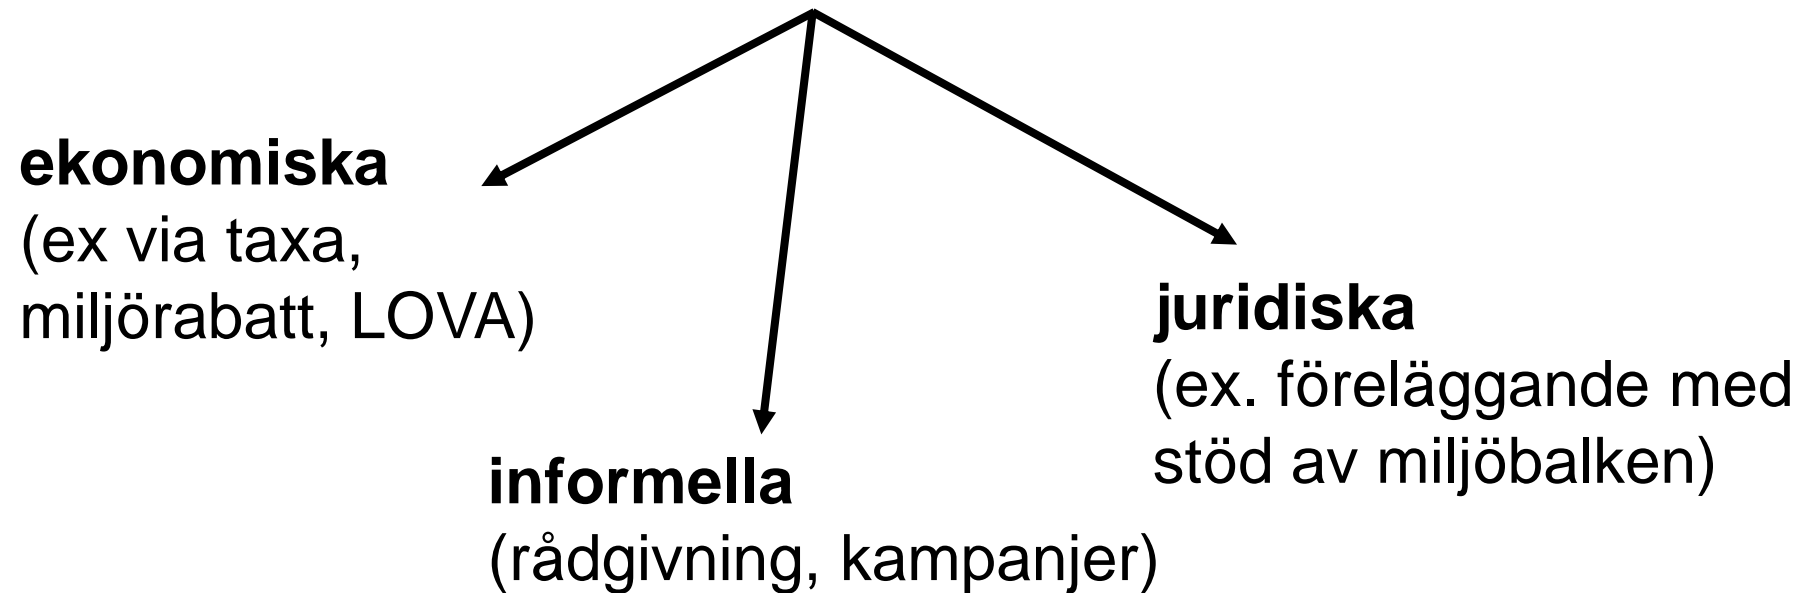 ekonomiska
(ex via taxa,
miljörabatt, LOVA)
informella
(rådgivning, kampanjer)
juridiska
(ex. föreläggande med
stöd av miljöbalken)